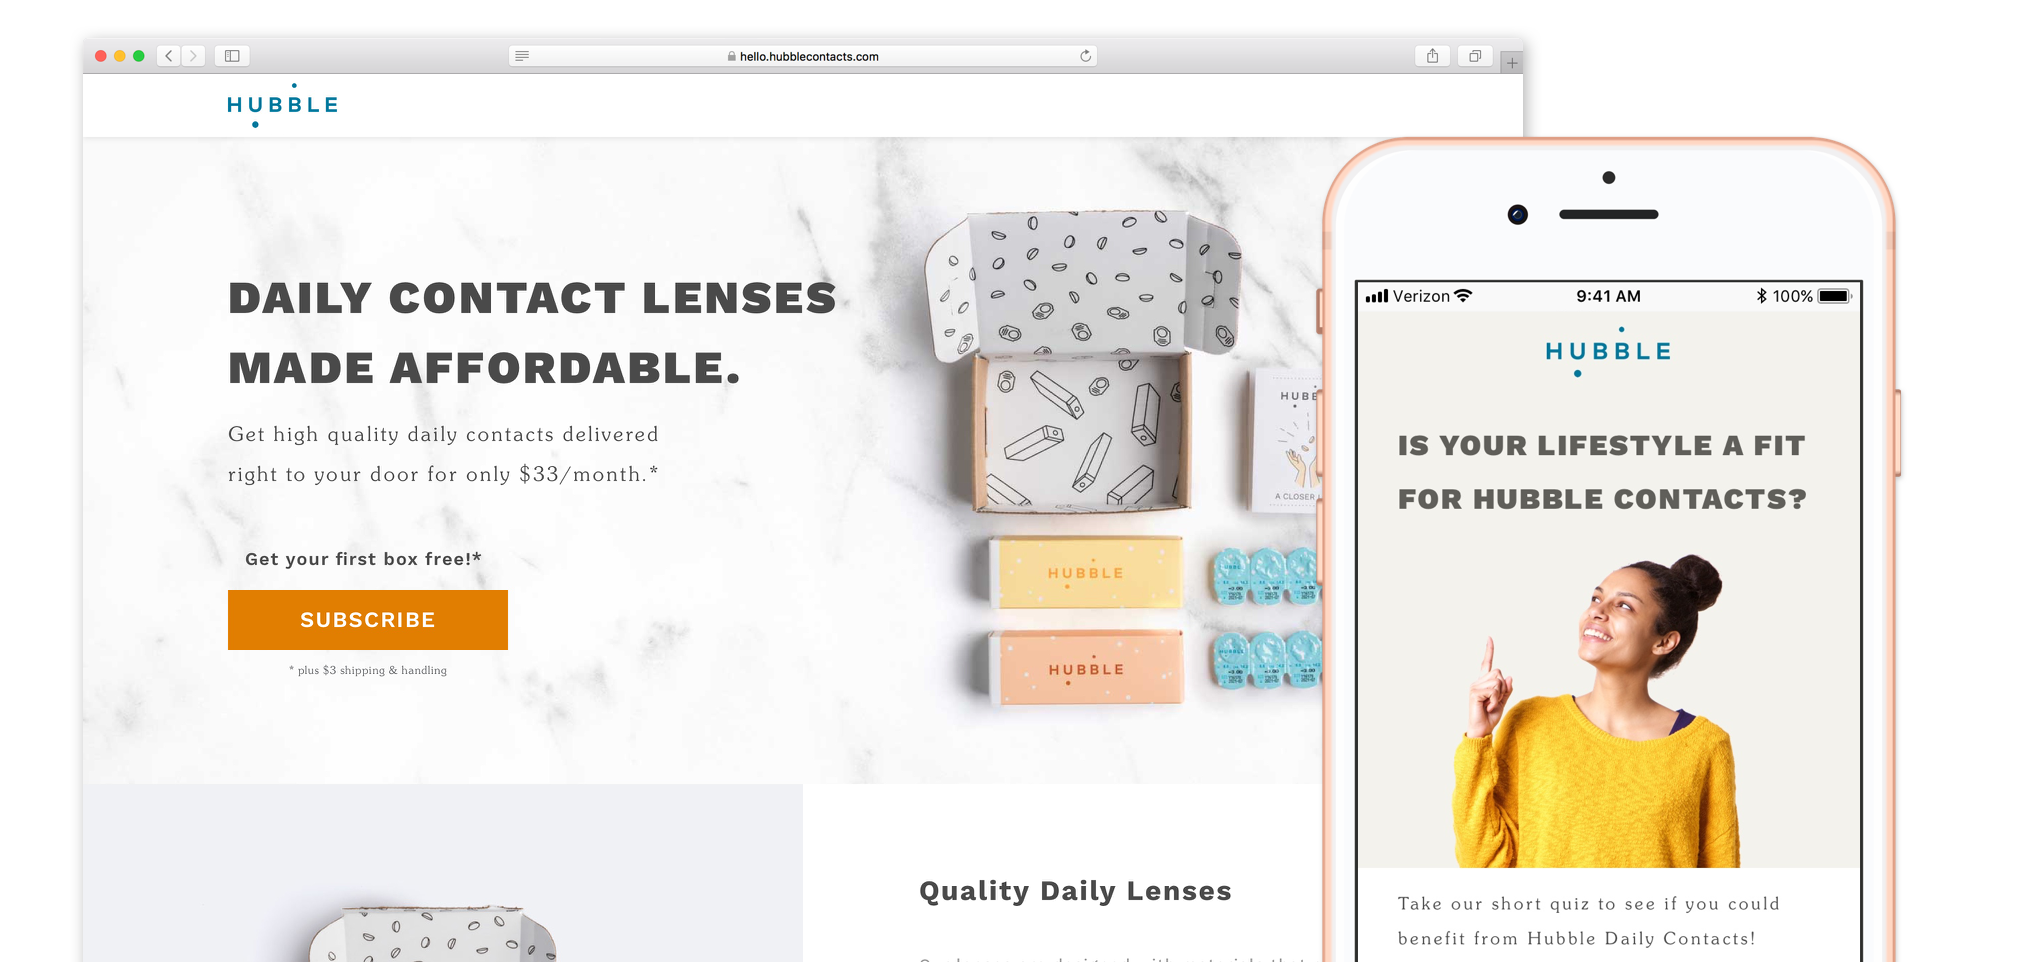 hello.hubblecontacts.com
HUBBLE
DAILY CONTACT LENSES
MADE AFFORDABLE.
Get high quality daily contacts delivered
right to your door for only $33/month.*
Get your first box free!*
SUBSCRIBE
* plus $3 shipping & handling
A CLOSER
HUBBLE
HUBBLE
Quality Daily Lenses
Verizon 9:41 AM 100%
HUBBLE
IS YOUR LIFESTYLE A FIT
FOR HUBBLE CONTACTS?
Take our short quiz to see if you could
benefit from Hubble Daily Contacts!